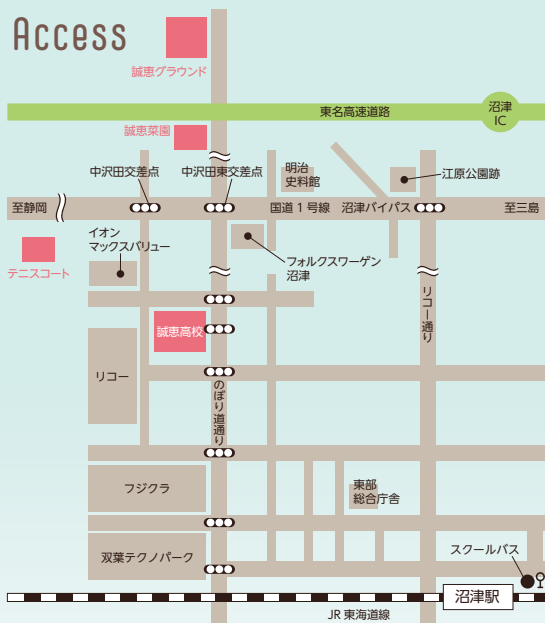 Access
誠恵グラウンド
東名高速道路
沼津
IC
誠恵菜園
中沢田交差点
中沢田東交差点
明治
史料館
江原公園跡
至静岡
国道1号線
沼津バイパス
至三島
イオン
マックスバリュー
フォルクスワーゲン
沼津
テニスコート
リコー通り
誠恵高校
リコー
のぼり道通り
フジクラ
東部
総合庁舎
双葉テクノパーク
スクールバス
沼津駅
JR東海道線